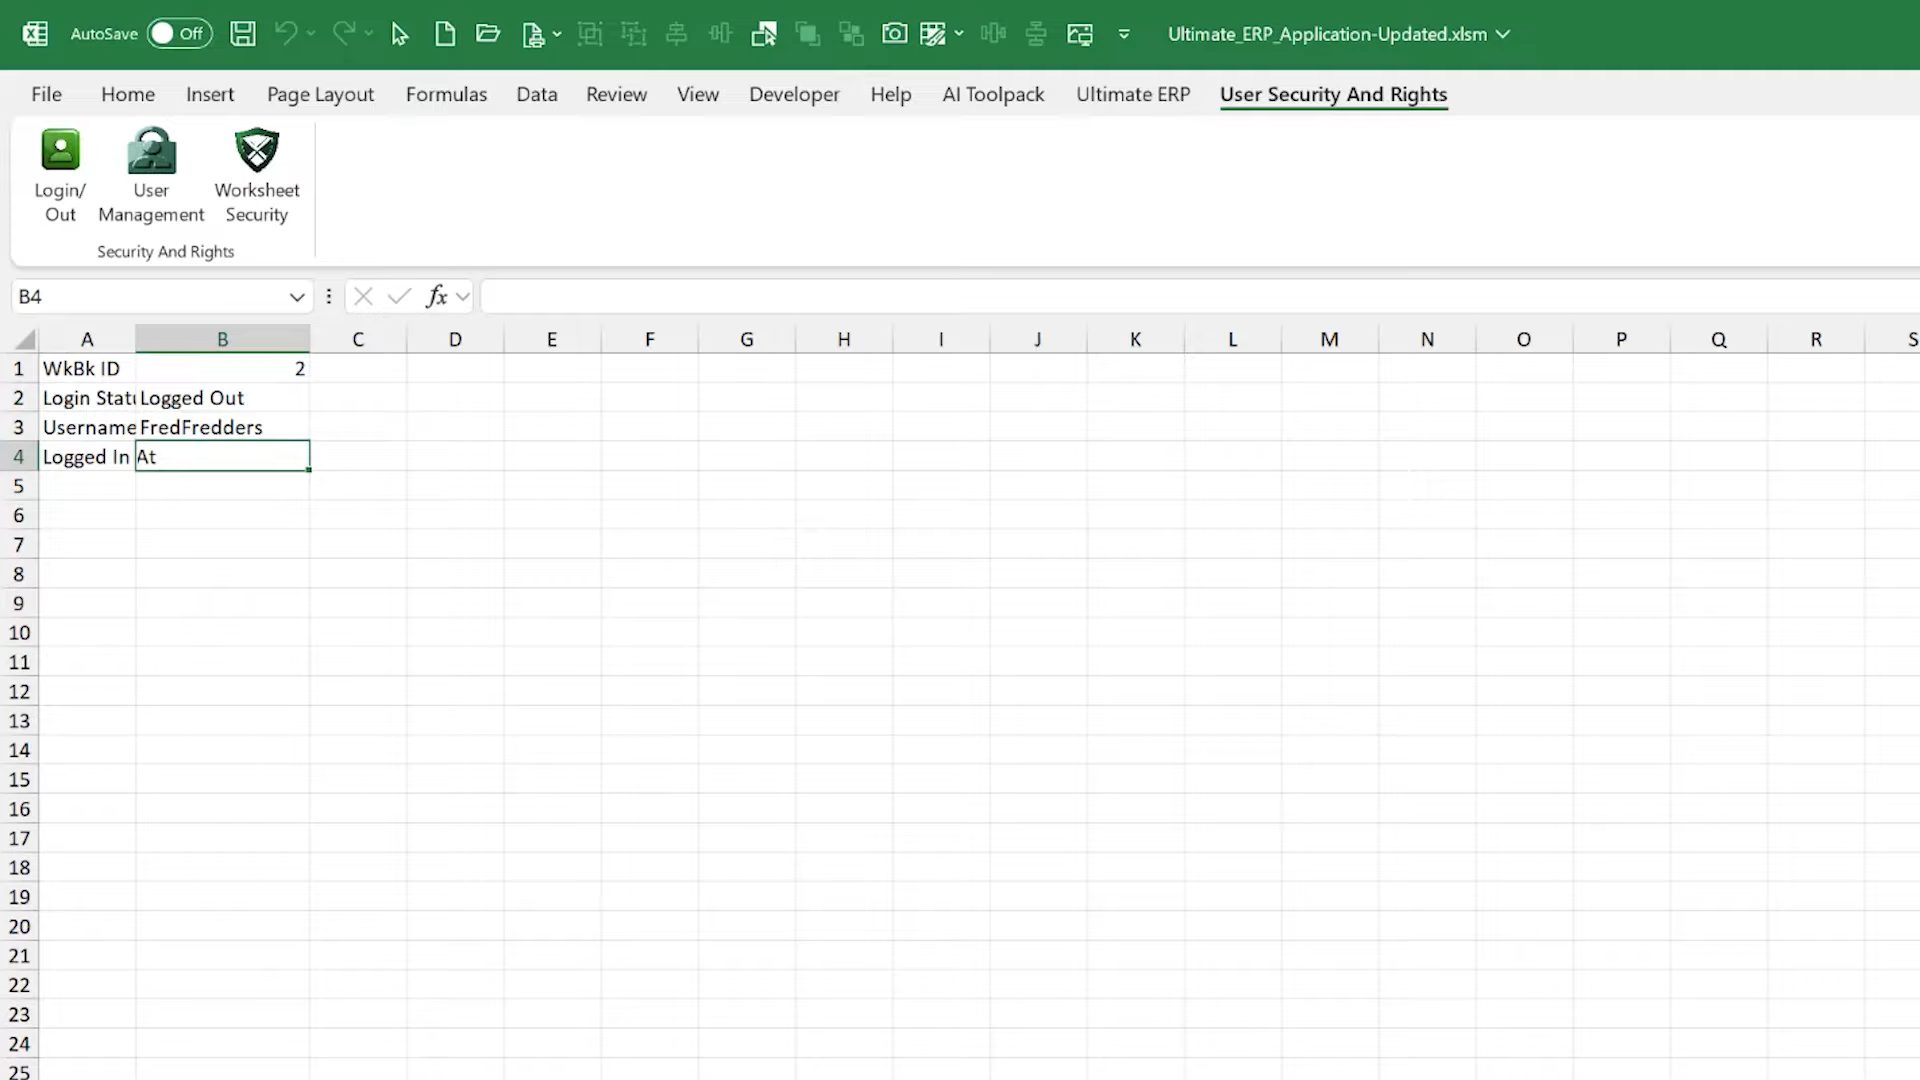 AutoSave Off Ultimate_ERP_Application-Updated.xlsm
File Home Insert Page Layout Formulas Data Review View Developer Help AI Toolpack Ultimate ERP User Security And Rights
Login/ User Worksheet
Out Management Security
Security And Rights
B4 fx
A B C D E F G H I J K L M N O P Q R S
1 WkBk ID 2
2 Login Statu Logged Out
3 Username FredFredders
4 Logged In At
5
6
7
8
9
10
11
12
13
14
15
16
17
18
19
20
21
22
23
24
25